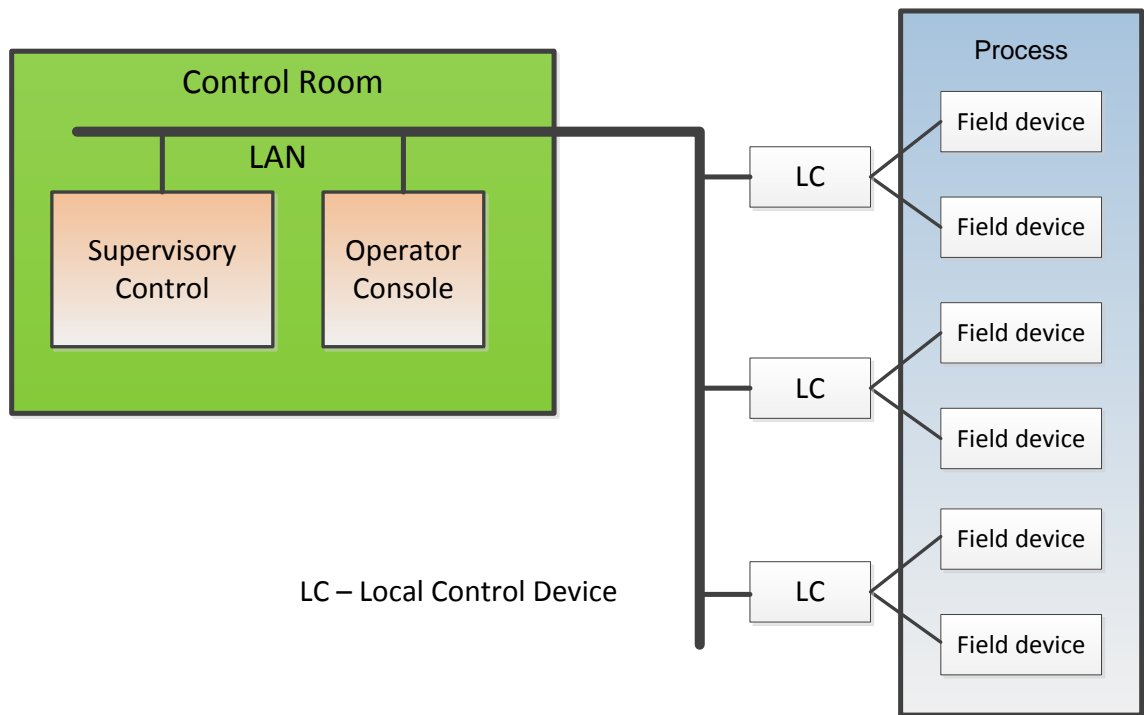 Control Room
LAN
Supervisory
Control
Operator
Console
LC – Local Control Device
LC
LC
LC
Process
Field device
Field device
Field device
Field device
Field device
Field device